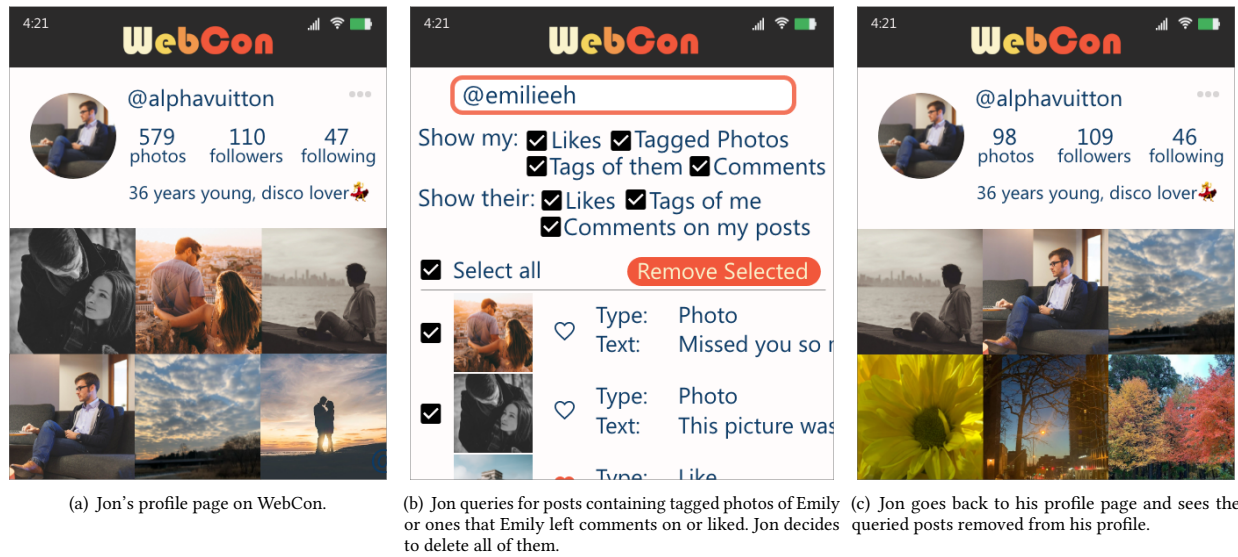 4:21
WebCon
@alphavuitton
579 110 47
photos followers following
36 years young, disco lover
(a) Jon's profile page on WebCon.
4:21
WebCon
@emilieeh
Show my: Likes Tagged Photos
Tags of them Comments
Show their: Likes Tags of me
Comments on my posts
Select all Remove Selected
Type: Photo
Text: Missed you so
Type: Photo
Text: This picture was
Type: Like
(b) Jon queries for posts containing tagged photos of Emily
or ones that Emily left comments on or liked. Jon decides
to delete all of them.
4:21
WebCon
@alphavuitton
98 109 46
photos followers following
36 years young, disco lover
(c) Jon goes back to his profile page and sees the
queried posts removed from his profile.